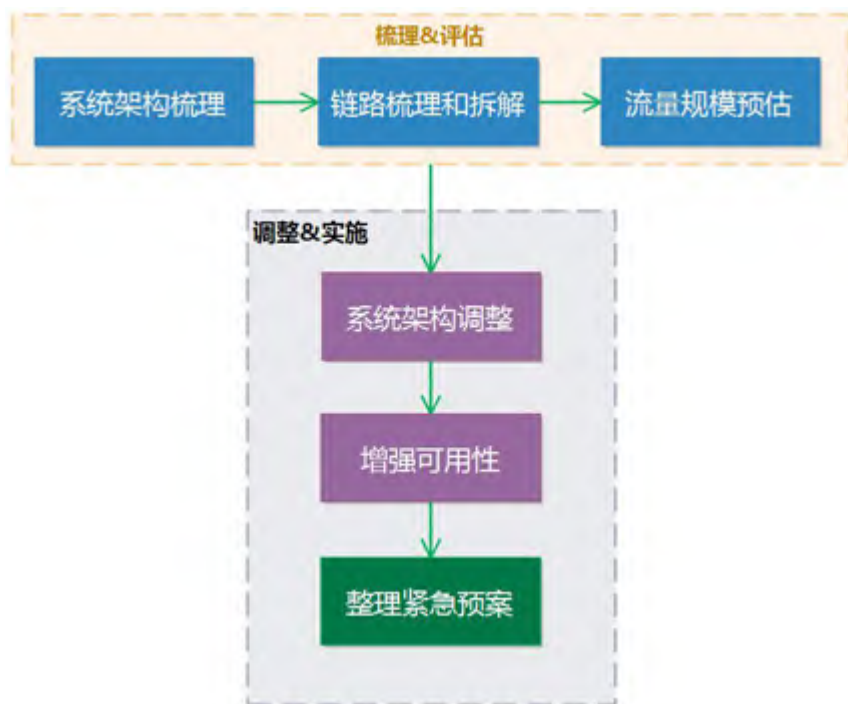 梳理&评估
系统架构梳理
链路梳理和拆解
流量规模预估
调整&实施
系统架构调整
增强可用性
整理紧急预案